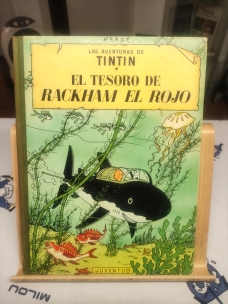 HERGÉ
LAS AVENTURAS DE
TINTIN
EL TESORO DE
RACKHAM EL ROJO
JUVENTUD
MILOU